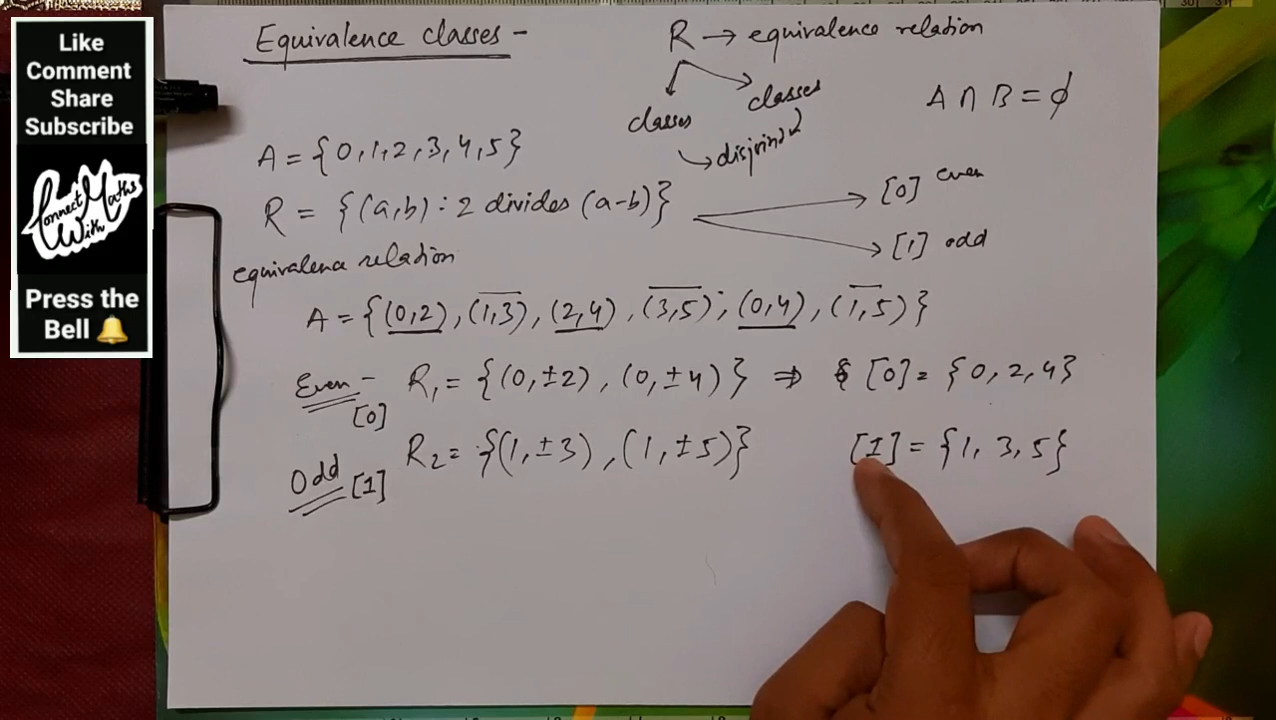 Like
Comment
Share
Subscribe
Connect
With Maths
Press the
Bell 🔔
Equivalence classes -
R → equivalence relation
classes classes
→ disjoind
A ∩ B = ϕ
A = {0,1,2,3,4,5}
R = {(a,b) : 2 divides (a-b)}
[0] even
[1] odd
equivalence relation
A = {(0,2), (1,3), (2,4), (3,5), (0,4), (1,5)}
Even - R₁ = {(0,±2), (0,±4)} ⇒ [0] = {0,2,4}
[0]
Odd [1] R₂ = {(1,±3), (1,±5)} [1] = {1, 3, 5}